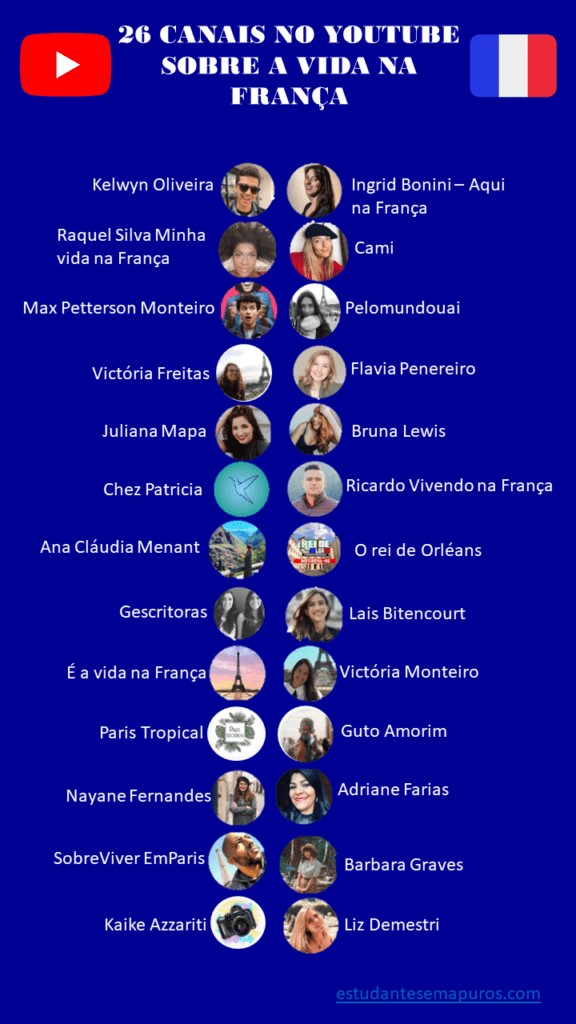 26 CANAIS NO YOUTUBE
SOBRE A VIDA NA
FRANÇA
Kelwyn Oliveira
Ingrid Bonini – Aqui
na França
Raquel Silva Minha
vida na França
Cami
Max Petterson Monteiro
Pelomundouai
Victória Freitas
Flavia Penereiro
Juliana Mapa
Bruna Lewis
Chez Patricia
Ricardo Vivendo na França
Ana Cláudia Menant
O rei de Orléans
Gescritoras
Lais Bitencourt
É a vida na França
Victória Monteiro
Paris Tropical
Guto Amorim
Nayane Fernandes
Adriane Farias
SobreViver EmParis
Barbara Graves
Kaike Azzariti
Liz Demestri
estudantesemapuros.com